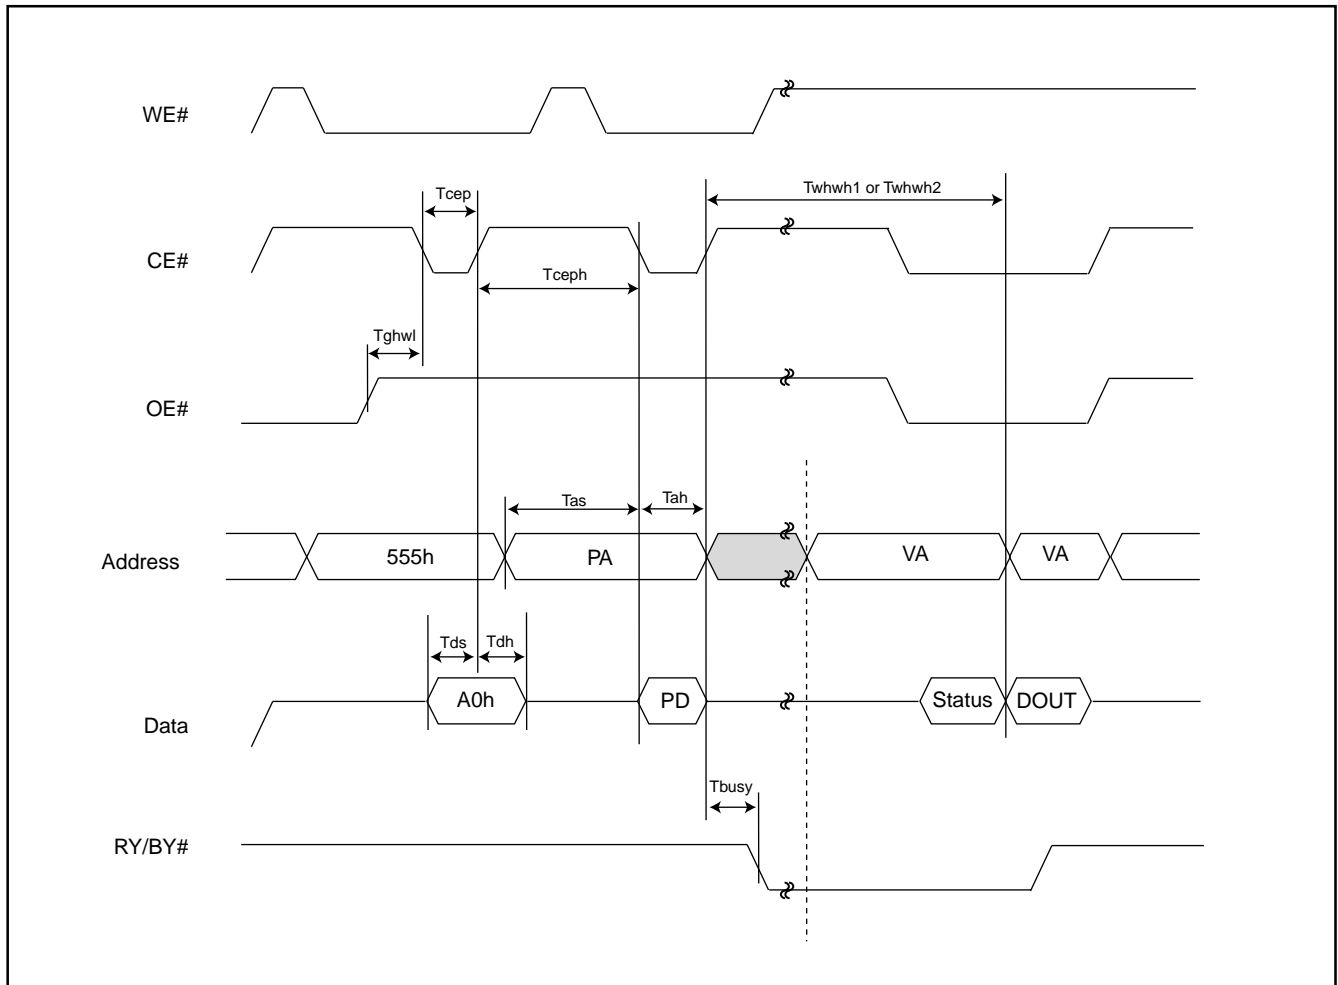 WE#
Tcep
Twhwh1 or Twhwh2
CE#
Tceph
Tghwl
OE#
Tas
Tah
Address
555h
PA
VA
VA
Tds
Tdh
Data
A0h
PD
Status
DOUT
Tbusy
RY/BY#